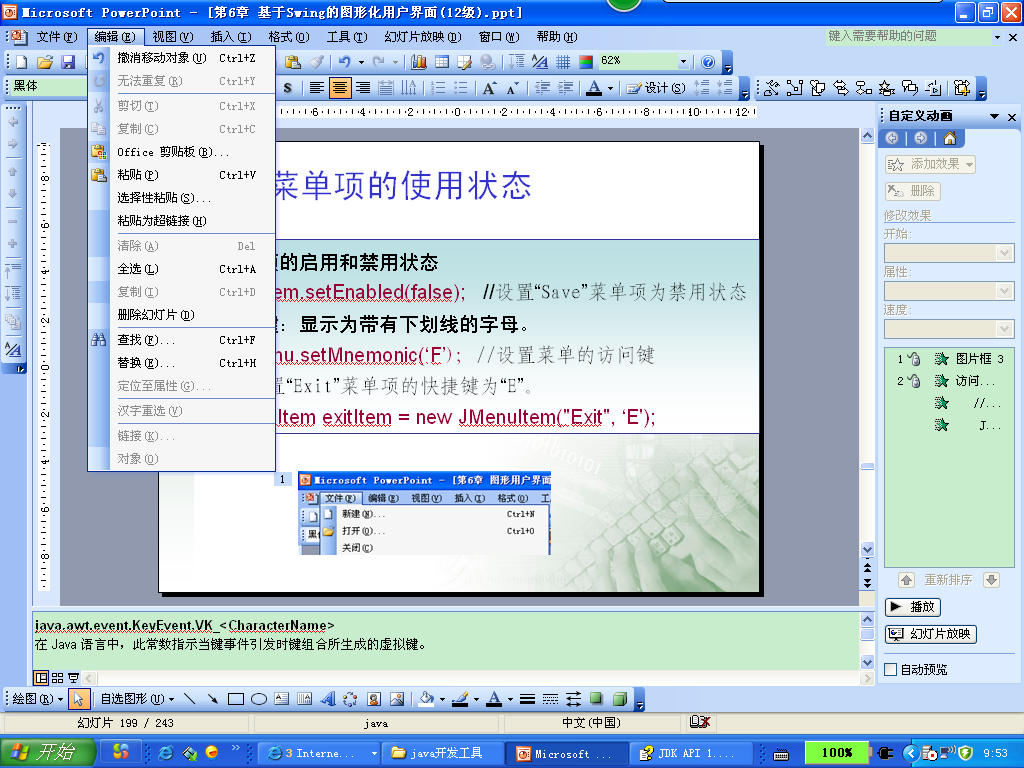 Microsoft PowerPoint - [第6章 基于Swing的图形化用户界面(12级).ppt]
文件(F) 编辑(E) 视图(V) 插入(I) 格式(O) 工具(T) 幻灯片放映(D) 窗口(W) 帮助(H) 键入需要帮助的问题
62%
黑体 S 设计(S)
撤消移动对象(U) Ctrl+Z
无法重复(R) Ctrl+Y
剪切(T) Ctrl+X
复制(C) Ctrl+C
Office 剪贴板(B)...
粘贴(P) Ctrl+V
选择性粘贴(S)...
粘贴为超链接(H)
清除(A) Del
全选(L) Ctrl+A
复制(I) Ctrl+D
删除幻灯片(D)
查找(F)... Ctrl+F
替换(E)... Ctrl+H
定位至属性(G)...
汉字重选(V)
链接(K)...
对象(O)
菜单项的使用状态
的启用和禁用状态
em.setEnabled(false); //设置“Save”菜单项为禁用状态
：显示为带有下划线的字母。
nu.setMnemonic(‘F’); //设置菜单的访问键
置“Exit”菜单项的快捷键为“E”。
Item exitItem = new JMenuItem("Exit", ‘E');
1
Microsoft PowerPoint - [第6章 图形用户界面
文件(F) 编辑(E) 视图(V) 插入(I) 格式(O) 工
新建(N)... Ctrl+N
打开(O)... Ctrl+O
关闭(C)
黑
自定义动画
添加效果
删除
修改效果
开始:
属性:
速度:
1 图片框 3
2 访问...
//...
J...
重新排序
播放
幻灯片放映
自动预览
java.awt.event.KeyEvent.VK_<CharacterName>
在 Java 语言中，此常数指示当键事件引发时键组合所生成的虚拟键。
绘图(R) 自选图形(U)
幻灯片 199 / 243 java 中文(中国)
开始 3 Interne... java开发工具 Microsoft ... JDK API 1.... 100% 9:53